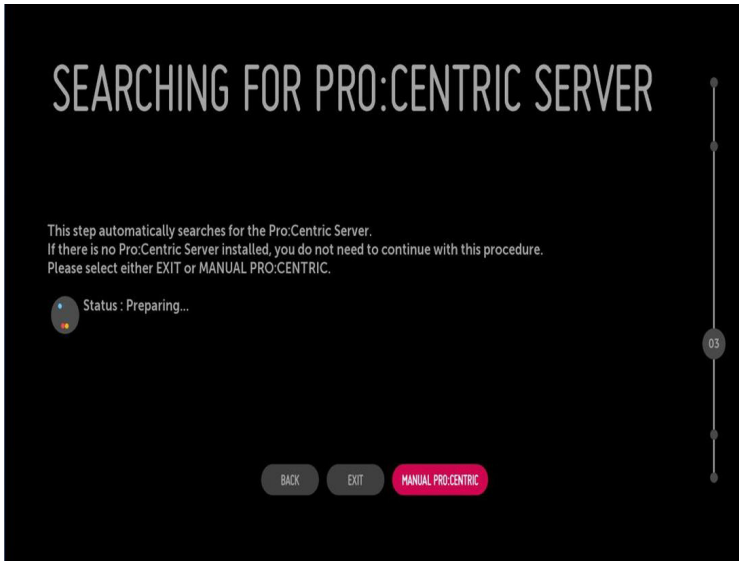 SEARCHING FOR PRO:CENTRIC SERVER
This step automatically searches for the Pro:Centric Server.
If there is no Pro:Centric Server installed, you do not need to continue with this procedure.
Please select either EXIT or MANUAL PRO:CENTRIC.
Status : Preparing...
03
BACK EXIT MANUAL PRO:CENTRIC